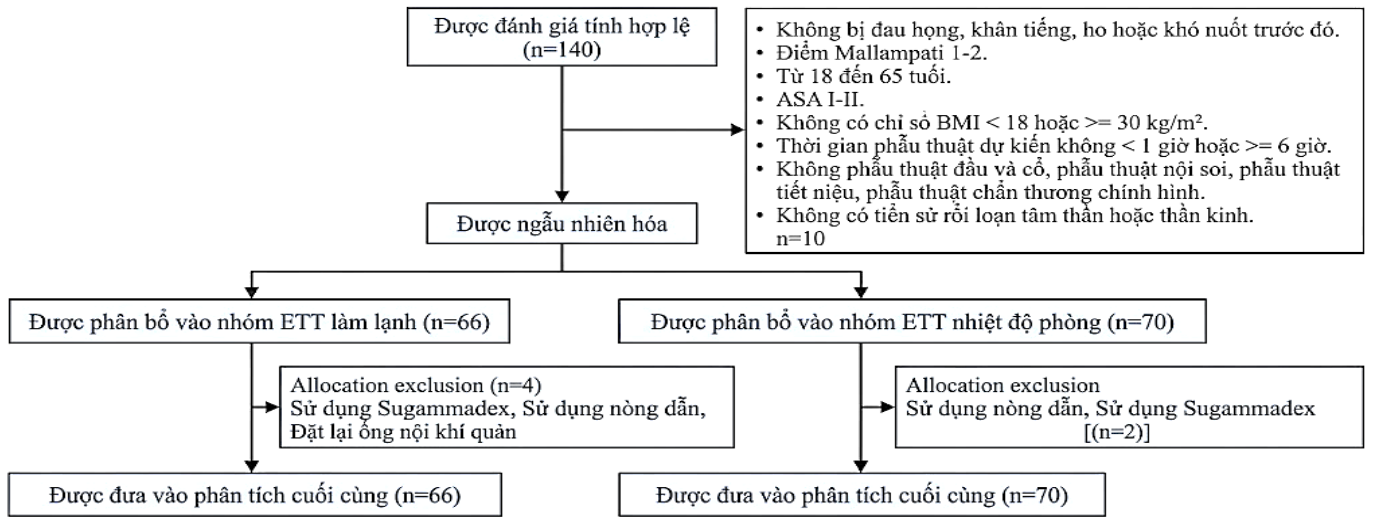 Được đánh giá tính hợp lệ
(n=140)
• Không bị đau họng, khân tiếng, ho hoặc khó nuốt trước đó.
• Điểm Mallampati 1-2.
• Từ 18 đến 65 tuổi.
• ASA I-II.
• Không có chỉ số BMI < 18 hoặc >= 30 kg/m².
• Thời gian phẫu thuật dự kiến không < 1 giờ hoặc >= 6 giờ.
• Không phẫu thuật đầu và cổ, phẫu thuật nội soi, phẫu thuật
tiết niệu, phẫu thuật chấn thương chính hình.
• Không có tiền sử rối loạn tâm thần hoặc thần kinh.
n=10
Được ngẫu nhiên hóa
Được phân bổ vào nhóm ETT làm lạnh (n=66)
Được phân bổ vào nhóm ETT nhiệt độ phòng (n=70)
Allocation exclusion (n=4)
Sử dụng Sugammadex, Sử dụng nòng dẫn,
Đặt lại ống nội khí quản
Allocation exclusion
Sử dụng nòng dẫn, Sử dụng Sugammadex
[(n=2)]
Được đưa vào phân tích cuối cùng (n=66)
Được đưa vào phân tích cuối cùng (n=70)